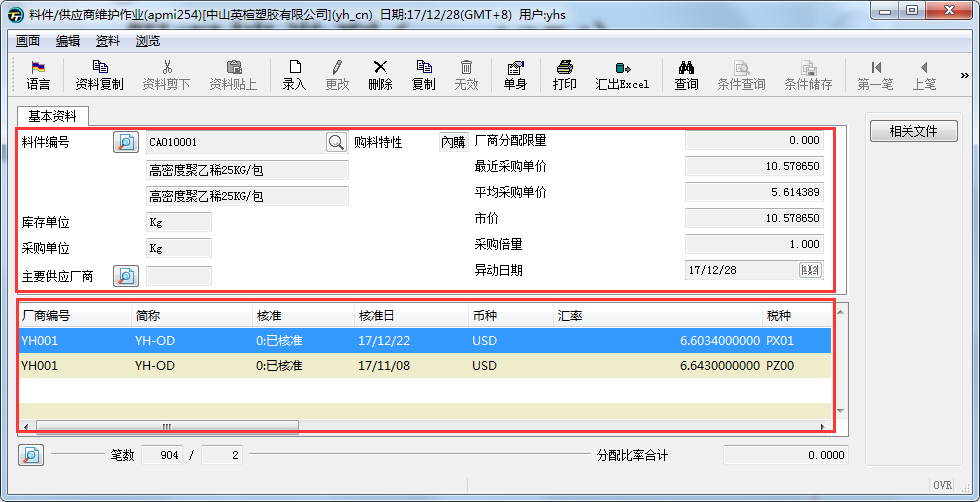 料件/供应商维护作业(apmi254)[中山英楦塑胶有限公司](yh_cn) 日期:17/12/28(GMT+8) 用户:yhs
画面 编辑 资料 浏览
语言 资料复制 资料剪下 资料贴上 录入 更改 删除 复制 无效 单身 打印 汇出Excel 查询 条件查询 条件储存 第一笔 上笔 »
基本资料
相关文件
料件编号 CA010001 购料特性 內購 厂商分配限量 0.000
高密度聚乙稀25KG/包 最近采购单价 10.578650
高密度聚乙稀25KG/包 平均采购单价 5.614389
库存单位 Kg 市价 10.578650
采购单位 Kg 采购倍量 1.000
主要供应厂商 异动日期 17/12/28
厂商编号 简称 核准 核准日 币种 汇率 税种
YH001 YH-OD 0:已核准 17/12/22 USD 6.6034000000 PX01
YH001 YH-OD 0:已核准 17/11/08 USD 6.6430000000 PZ00
笔数 904 / 2 分配比率合计 0.0000
OVR